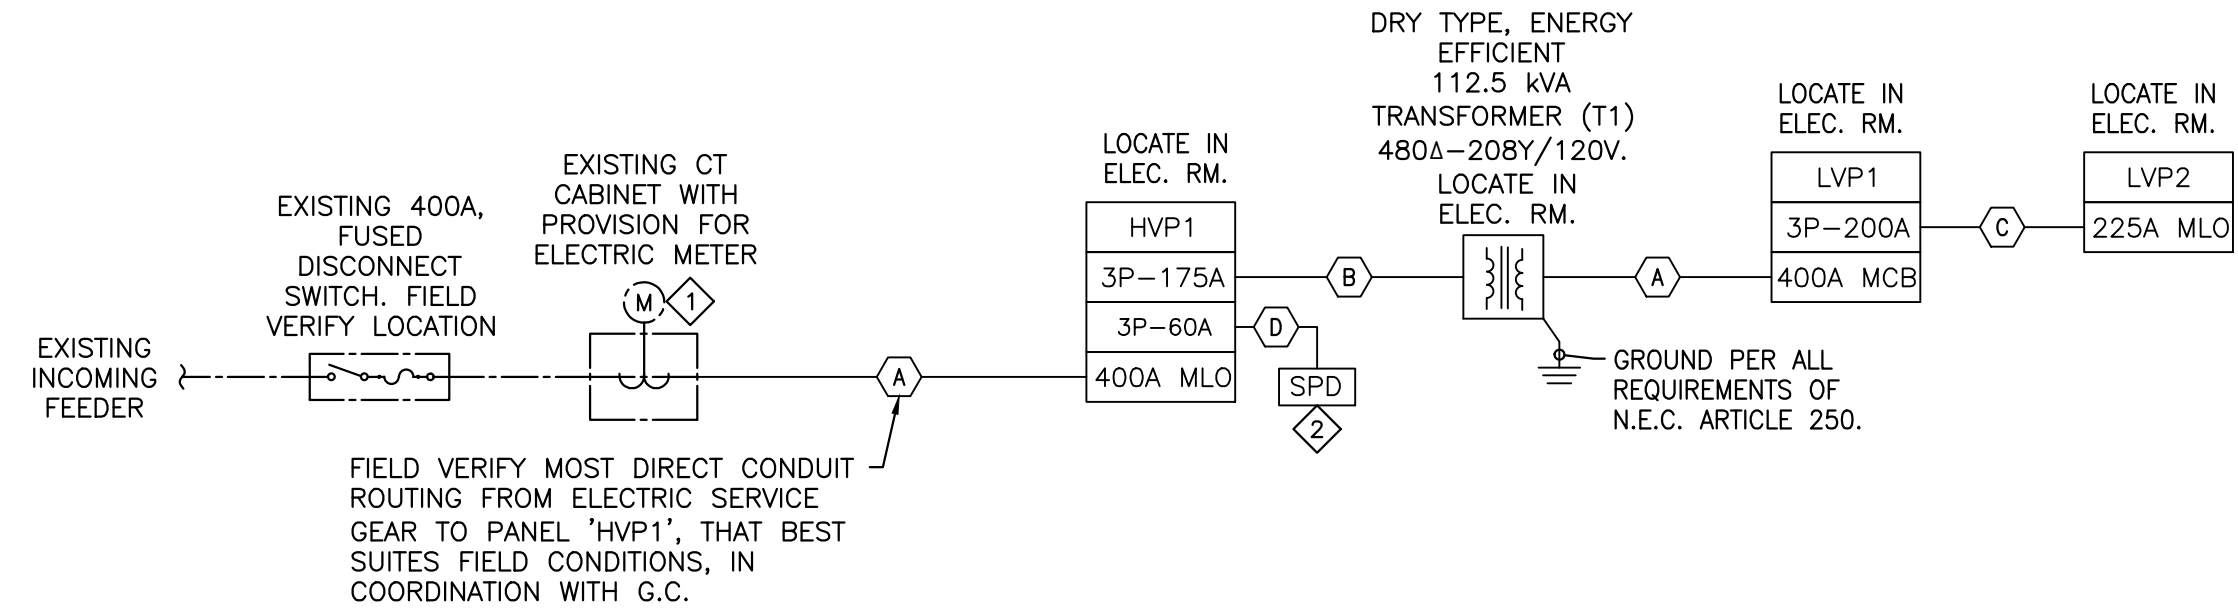 EXISTING
INCOMING
FEEDER
EXISTING 400A,
FUSED
DISCONNECT
SWITCH. FIELD
VERIFY LOCATION
EXISTING CT
CABINET WITH
PROVISION FOR
ELECTRIC METER
M
1
A
FIELD VERIFY MOST DIRECT CONDUIT
ROUTING FROM ELECTRIC SERVICE
GEAR TO PANEL 'HVP1', THAT BEST
SUITES FIELD CONDITIONS, IN
COORDINATION WITH G.C.
LOCATE IN
ELEC. RM.
HVP1
3P-175A
3P-60A
400A MLO
B
D
SPD
2
DRY TYPE, ENERGY
EFFICIENT
112.5 kVA
TRANSFORMER (T1)
480Δ-208Y/120V.
LOCATE IN
ELEC. RM.
GROUND PER ALL
REQUIREMENTS OF
N.E.C. ARTICLE 250.
A
LOCATE IN
ELEC. RM.
LVP1
3P-200A
400A MCB
C
LOCATE IN
ELEC. RM.
LVP2
225A MLO